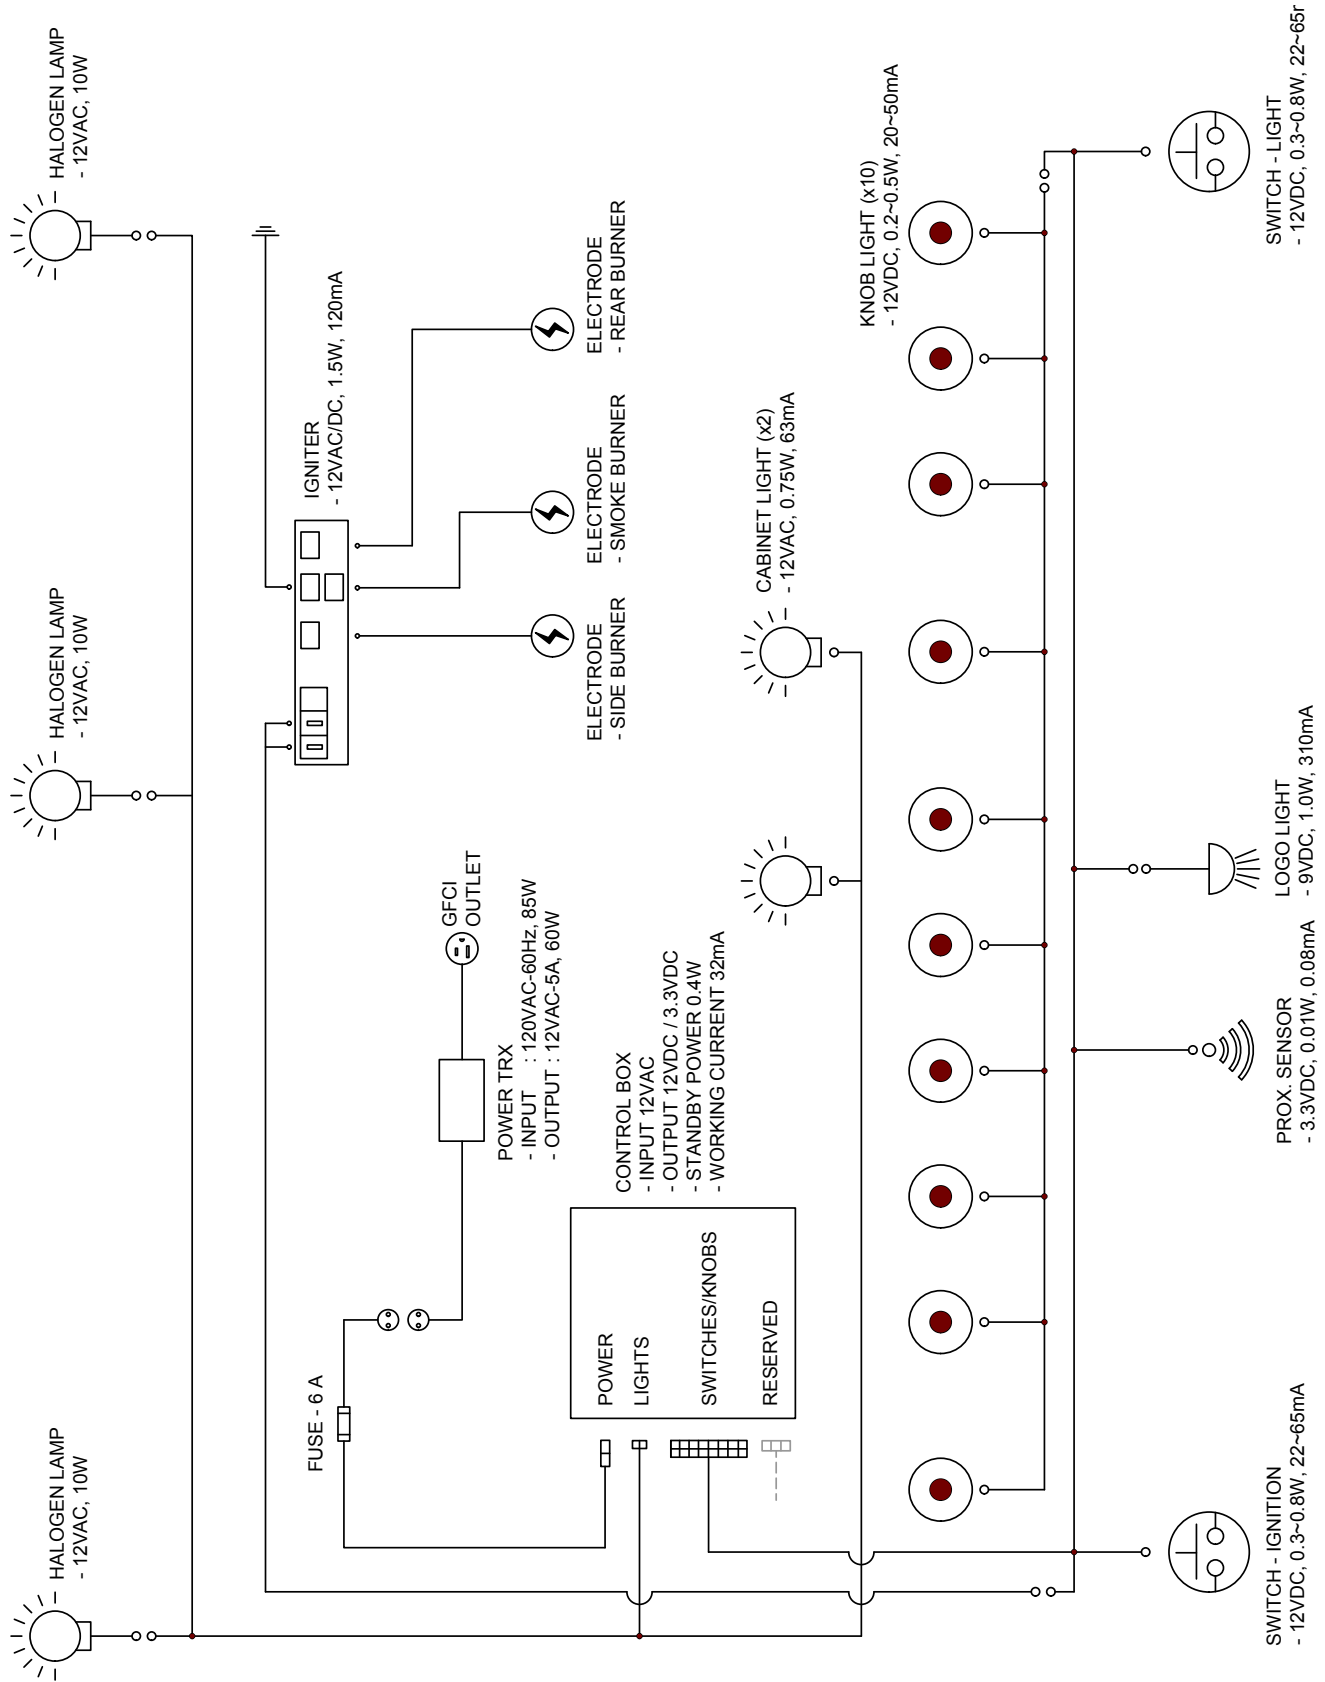 HALOGEN LAMP
- 12VAC, 10W
HALOGEN LAMP
- 12VAC, 10W
HALOGEN LAMP
- 12VAC, 10W
FUSE - 6 A
GFCI
OUTLET
POWER TRX
- INPUT : 120VAC-60Hz, 85W
- OUTPUT : 12VAC-5A, 60W
IGNITER
- 12VAC/DC, 1.5W, 120mA
ELECTRODE
- SIDE BURNER
ELECTRODE
- SMOKE BURNER
ELECTRODE
- REAR BURNER
CONTROL BOX
- INPUT 12VAC
- OUTPUT 12VDC / 3.3VDC
- STANDBY POWER 0.4W
- WORKING CURRENT 32mA
POWER
LIGHTS
SWITCHES/KNOBS
RESERVED
CABINET LIGHT (x2)
- 12VAC, 0.75W, 63mA
KNOB LIGHT (x10)
- 12VDC, 0.2~0.5W, 20~50mA
SWITCH - IGNITION
- 12VDC, 0.3~0.8W, 22~65mA
PROX. SENSOR
- 3.3VDC, 0.01W, 0.08mA
LOGO LIGHT
- 9VDC, 1.0W, 310mA
SWITCH - LIGHT
- 12VDC, 0.3~0.8W,